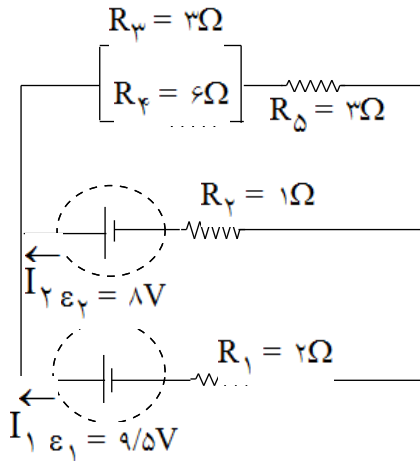 R۳ = ۳Ω
R۴ = ۶Ω
R۵ = ۳Ω
R۲ = ۱Ω
I۲ ε۲ = ۸V
R۱ = ۲Ω
I۱ ε۱ = ۹/۵V